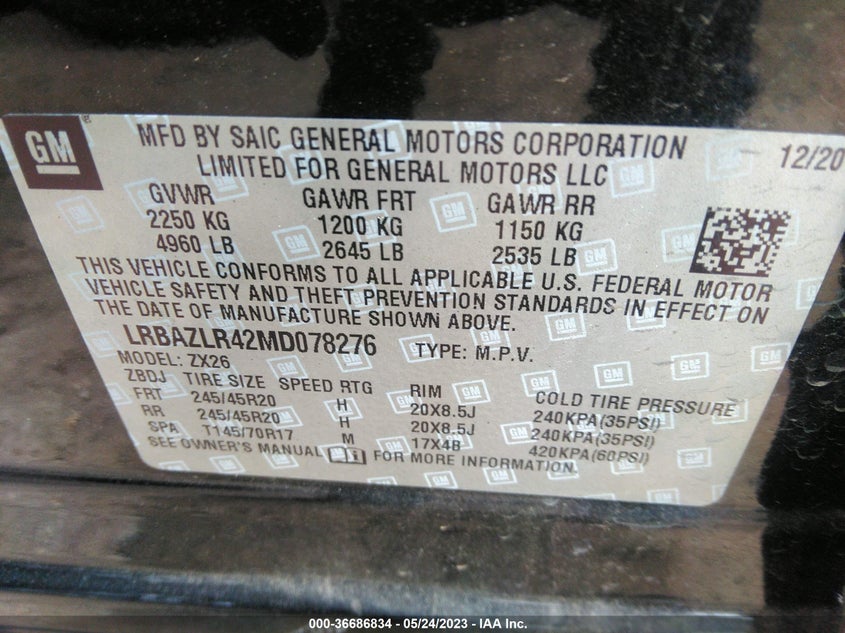 GM
MFD BY SAIC GENERAL MOTORS CORPORATION 12/20
LIMITED FOR GENERAL MOTORS LLC
GVWR GAWR FRT GAWR RR
2250 KG 1200 KG 1150 KG
4960 LB 2645 LB 2535 LB
THIS VEHICLE CONFORMS TO ALL APPLICABLE U.S. FEDERAL MOTOR
VEHICLE SAFETY AND THEFT PREVENTION STANDARDS IN EFFECT ON
THE DATE OF MANUFACTURE SHOWN ABOVE.
LRBAZLR42MD078276 TYPE: M.P.V.
MODEL: ZX26
ZBDJ TIRE SIZE SPEED RTG RIM COLD TIRE PRESSURE
FRT 245/45R20 H 20X8.5J 240KPA(35PSI)
RR 245/45R20 H 20X8.5J 240KPA(35PSI)
SPA T145/70R17 M 17X4B 420KPA(60PSI)
SEE OWNER'S MANUAL FOR MORE INFORMATION.
000-36686834 - 05/24/2023 - IAA Inc.